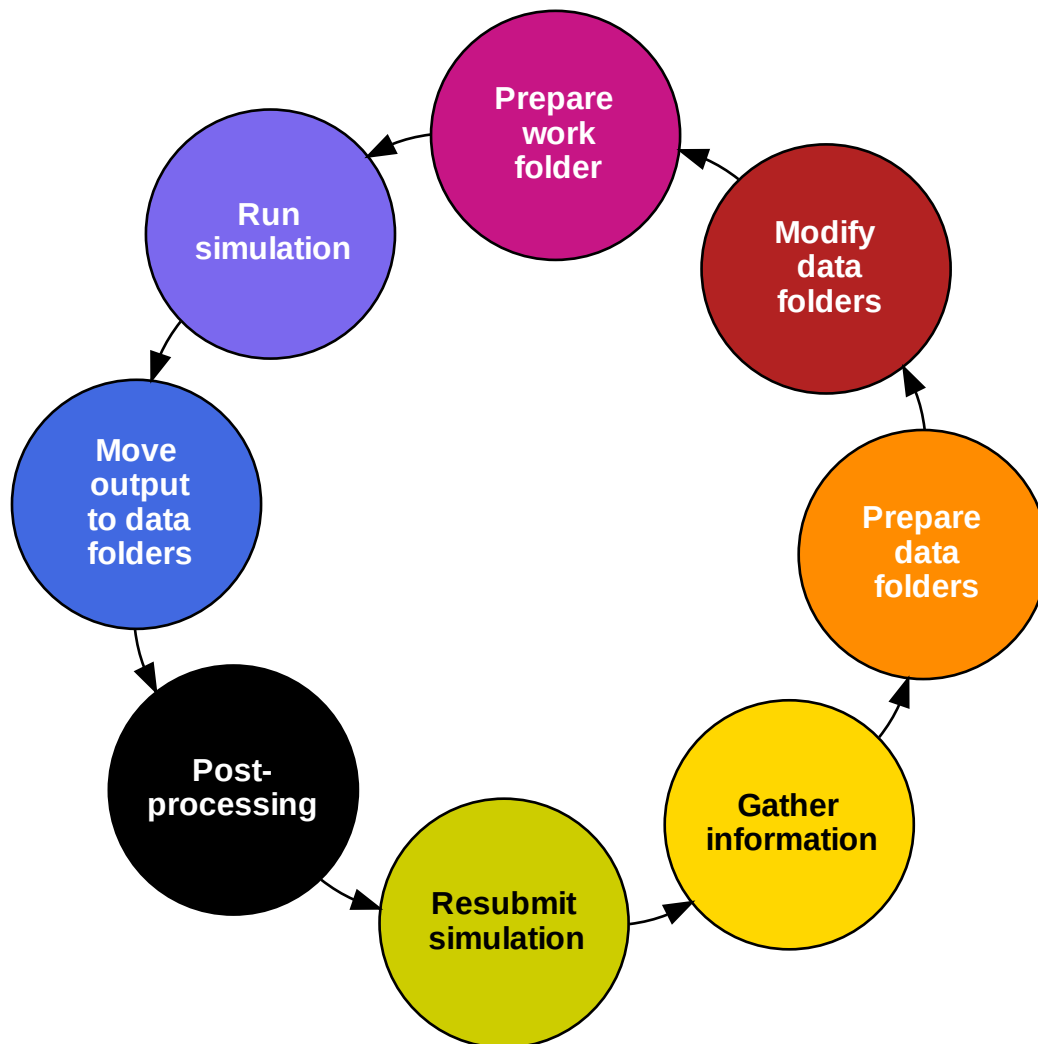 Prepare
work
folder
Run
simulation
Move
output
to data
folders
Post-
processing
Resubmit
simulation
Gather
information
Prepare
data
folders
Modify
data
folders